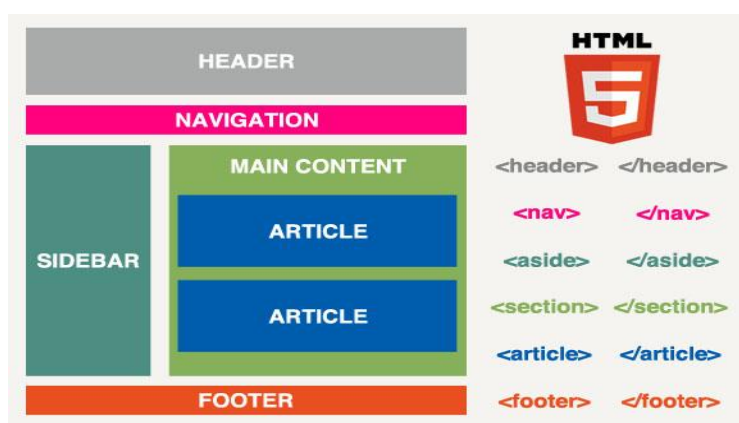 HEADER
NAVIGATION
SIDEBAR
MAIN CONTENT
ARTICLE
ARTICLE
FOOTER
HTML
5
<header> </header>
<nav> </nav>
<aside> </aside>
<section> </section>
<article> </article>
<footer> </footer>